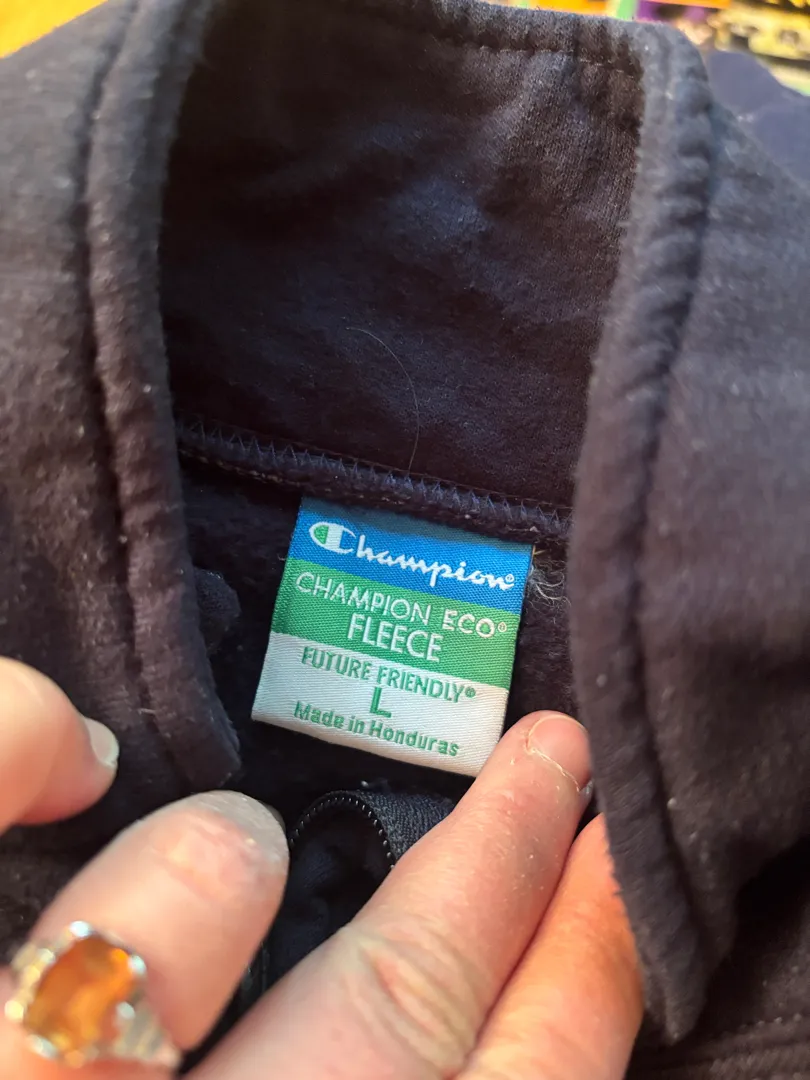 Champion®
CHAMPION ECO®
FLEECE
FUTURE FRIENDLY®
L
Made in Honduras